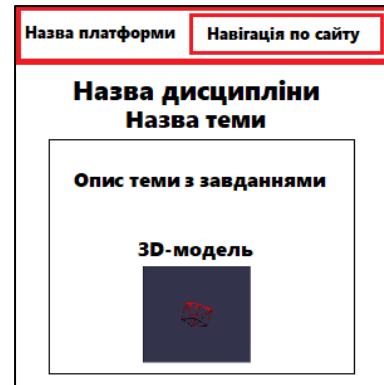 Назва платформи Навігація по сайту
Назва дисципліни
Назва теми
Опис теми з завданнями
3D-модель